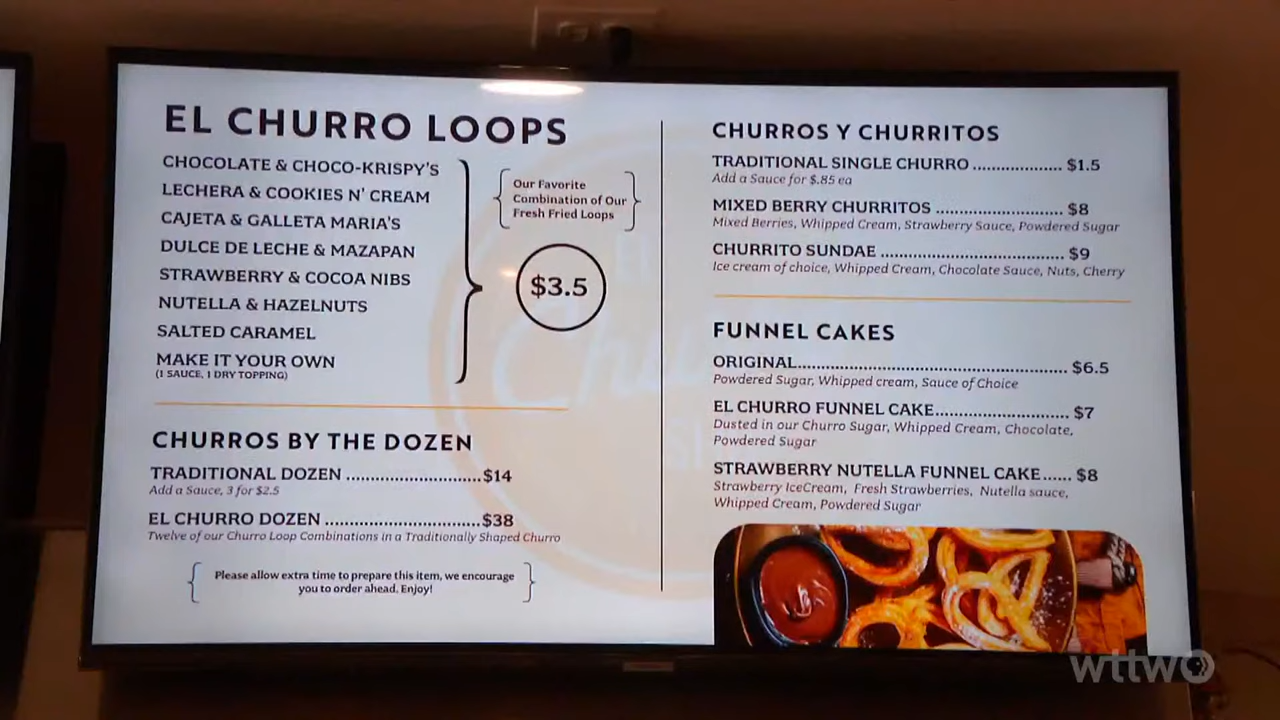 EL CHURRO LOOPS
CHOCOLATE & CHOCO-KRISPY'S
LECHERA & COOKIES N' CREAM
CAJETA & GALLETA MARIA'S
DULCE DE LECHE & MAZAPAN
STRAWBERRY & COCOA NIBS
NUTELLA & HAZELNUTS
SALTED CARAMEL
MAKE IT YOUR OWN
(1 SAUCE, 1 DRY TOPPING)
Our Favorite
Combination of Our
Fresh Fried Loops
$3.5
CHURROS BY THE DOZEN
TRADITIONAL DOZEN ..........................$14
Add a Sauce, 3 for $2.5
EL CHURRO DOZEN ..............................$38
Twelve of our Churro Loop Combinations in a Traditionally Shaped Churro
Please allow extra time to prepare this item, we encourage
you to order ahead. Enjoy!
CHURROS Y CHURRITOS
TRADITIONAL SINGLE CHURRO ................. $1.5
Add a Sauce for $.85 ea
MIXED BERRY CHURRITOS ........................ $8
Mixed Berries, Whipped Cream, Strawberry Sauce, Powdered Sugar
CHURRITO SUNDAE ................................... $9
Ice cream of choice, Whipped Cream, Chocolate Sauce, Nuts, Cherry
FUNNEL CAKES
ORIGINAL.................................................... $6.5
Powdered Sugar, Whipped cream, Sauce of Choice
EL CHURRO FUNNEL CAKE......................... $7
Dusted in our Churro Sugar, Whipped Cream, Chocolate,
Powdered Sugar
STRAWBERRY NUTELLA FUNNEL CAKE...... $8
Strawberry IceCream, Fresh Strawberries, Nutella sauce,
Whipped Cream, Powdered Sugar
wttw